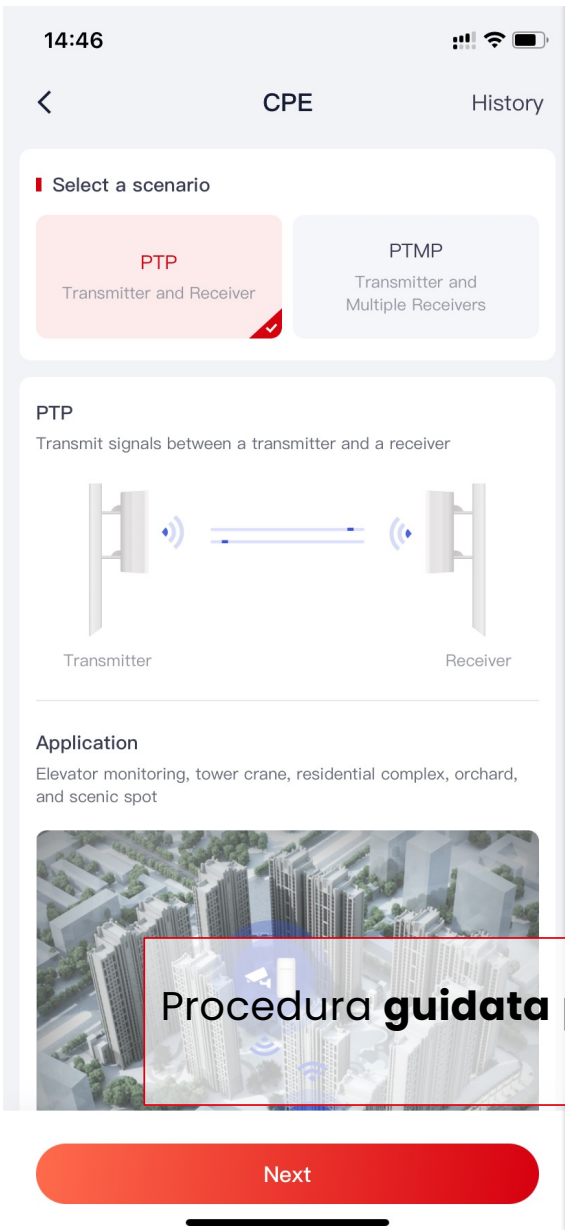 14:46
CPE
History
Select a scenario
PTP
Transmitter and Receiver
PTMP
Transmitter and
Multiple Receivers
PTP
Transmit signals between a transmitter and a receiver
Transmitter
Receiver
Application
Elevator monitoring, tower crane, residential complex, orchard,
and scenic spot
Procedura guidata
Next